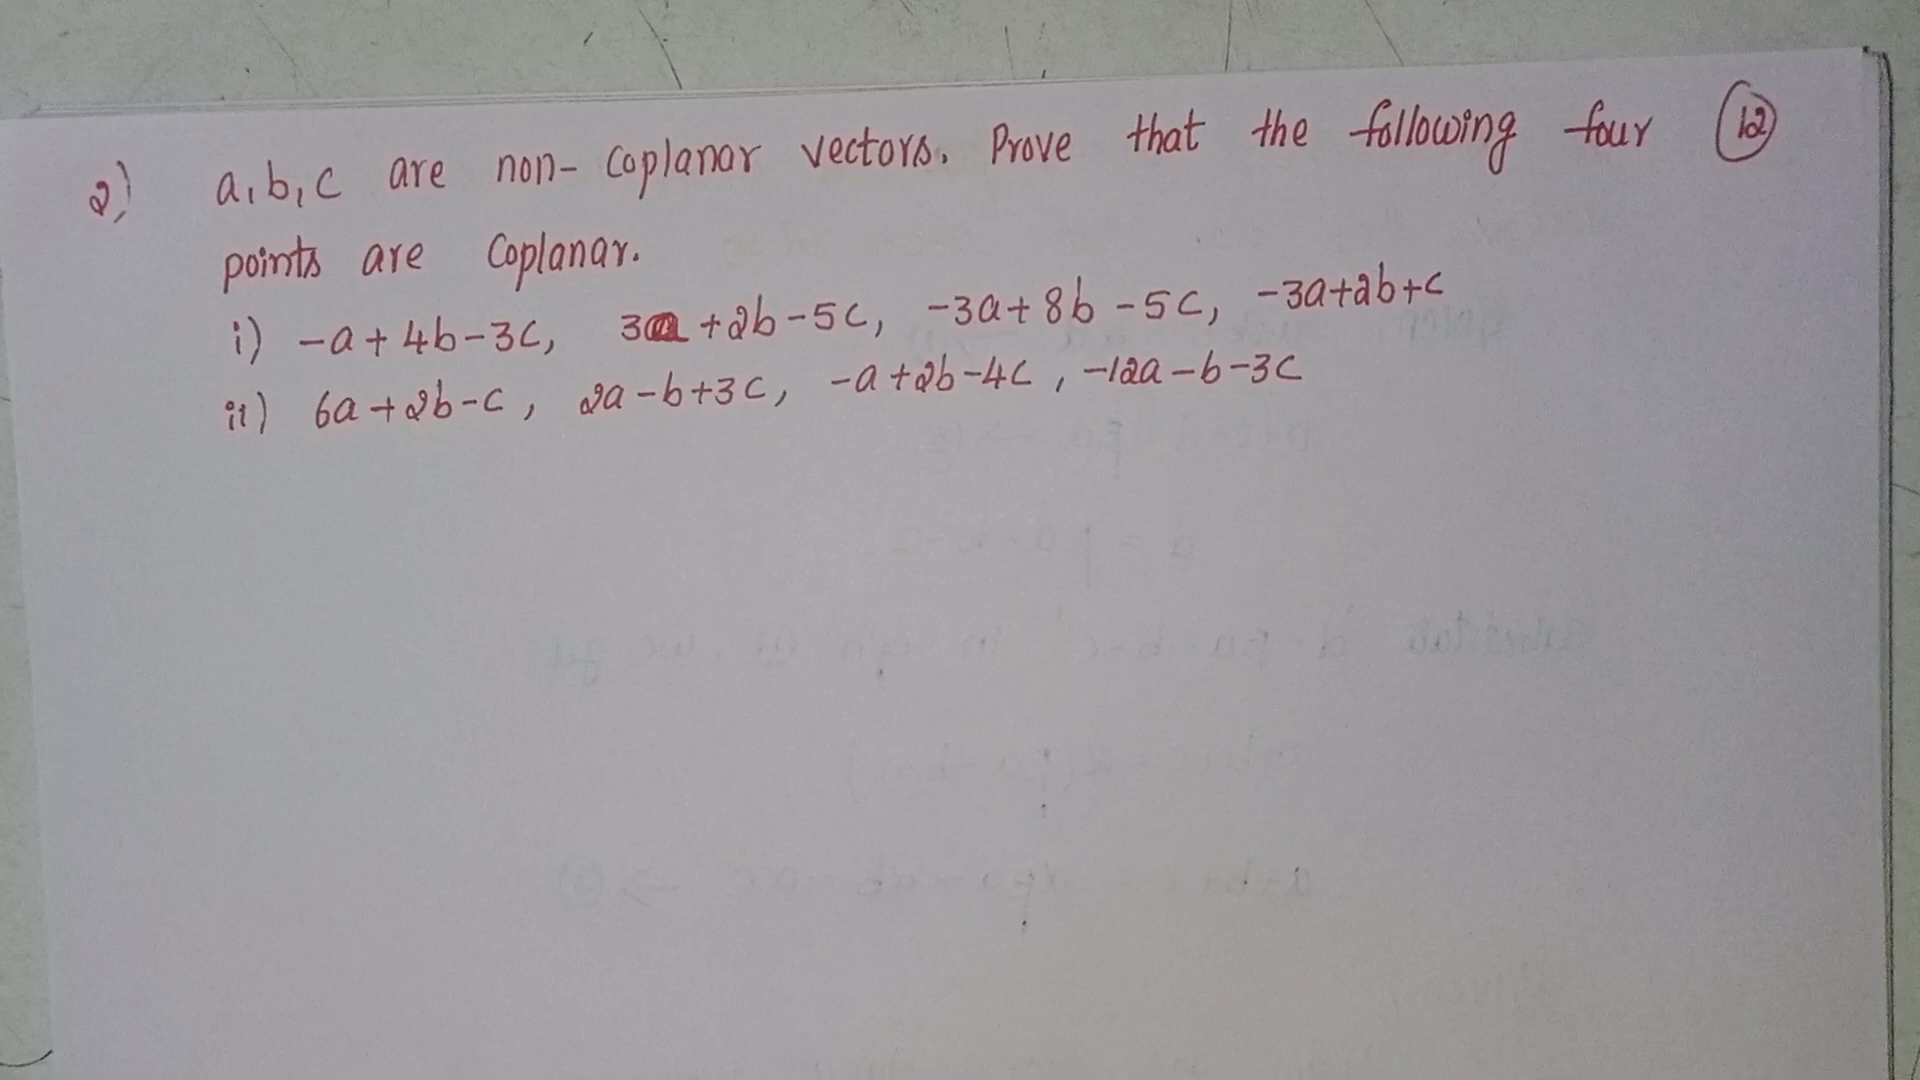 2) a, b, c are non-coplanar vectors. Prove that the following four (12)
points are coplanar.
i) -a+4b-3c, 3a+2b-5c, -3a+8b-5c, -3a+2b+c
ii) 6a+2b-c, 2a-b+3c, -a+2b-4c, -12a-b-3c